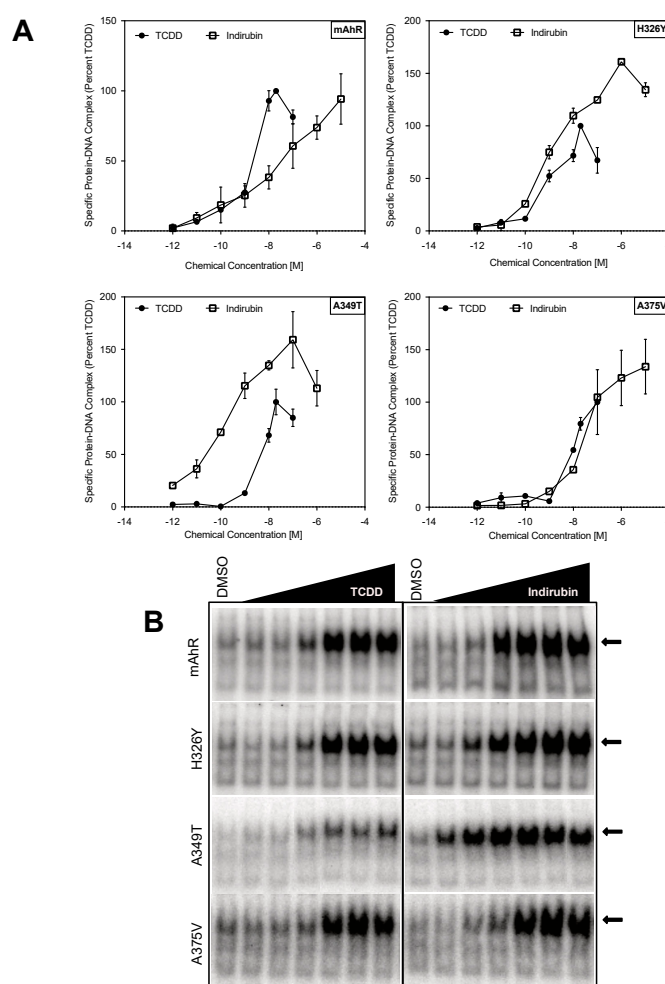 A
mAhR
TCDD Indirubin
Specific Protein-DNA Complex (Percent TCDD)
150
100
50
0
-14 -12 -10 -8 -6 -4
Chemical Concentration [M]
H326Y
TCDD Indirubin
Specific Protein-DNA Complex (Percent TCDD)
200
150
100
50
0
-14 -12 -10 -8 -6
Chemical Concentration [M]
A349T
TCDD Indirubin
Specific Protein-DNA Complex (Percent TCDD)
200
150
100
50
0
-14 -12 -10 -8 -6 -4
Chemical Concentration [M]
A375V
TCDD Indirubin
Specific Protein-DNA Complex (Percent TCDD)
200
150
100
50
0
-14 -12 -10 -8 -6
Chemical Concentration [M]
B
DMSO TCDD DMSO Indirubin
mAhR
H326Y
A349T
A375V